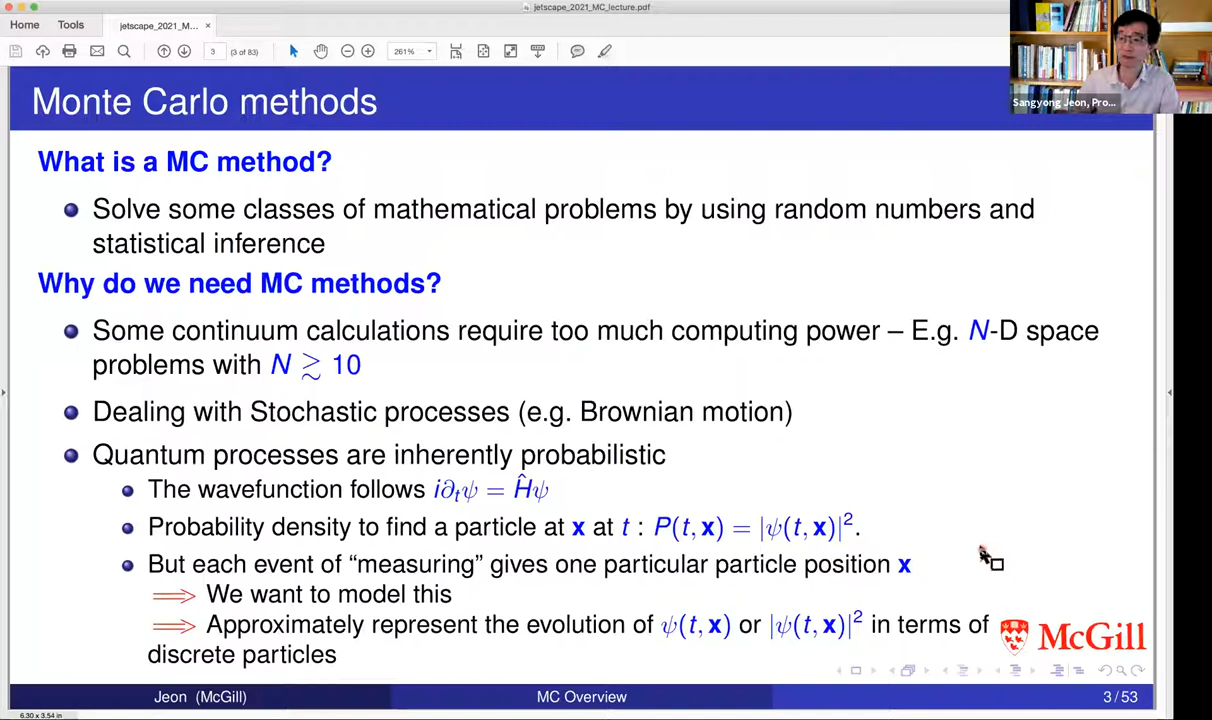 jetscape_2021_MC_lecture.pdf
Home Tools jetscape_2021_M... ×
3 (3 of 83) 261%
Sangyong Jeon, Pro...
Monte Carlo methods
What is a MC method?
Solve some classes of mathematical problems by using random numbers and
statistical inference
Why do we need MC methods?
Some continuum calculations require too much computing power – E.g. N-D space
problems with N ≳ 10
Dealing with Stochastic processes (e.g. Brownian motion)
Quantum processes are inherently probabilistic
The wavefunction follows i∂ₜψ = Ĥψ
Probability density to find a particle at x at t : P(t, x) = |ψ(t, x)|².
But each event of “measuring” gives one particular particle position x
⟹ We want to model this
⟹ Approximately represent the evolution of ψ(t, x) or |ψ(t, x)|² in terms of
discrete particles
McGill
Jeon (McGill) MC Overview 3 / 53
6.30 x 3.54 in